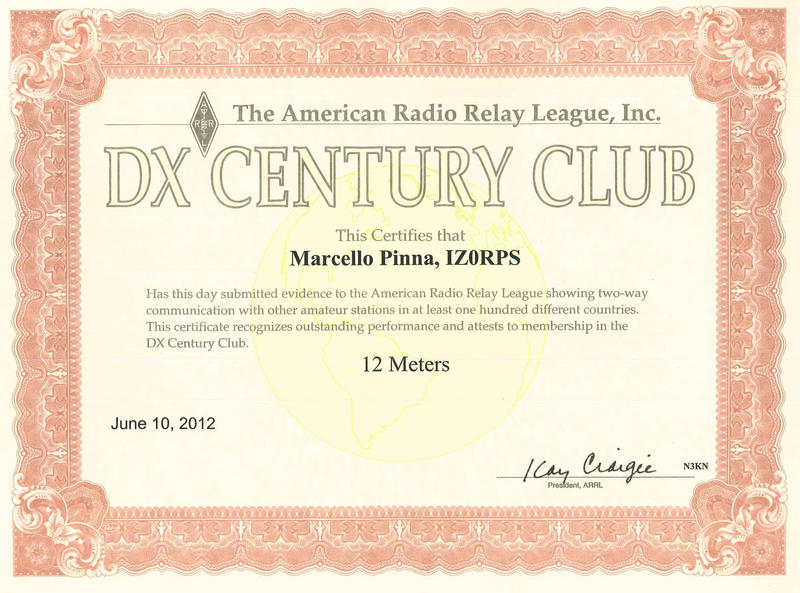 The American Radio Relay League, Inc.
ARRL
DX CENTURY CLUB
This Certifies that
Marcello Pinna, IZ0RPS
Has this day submitted evidence to the American Radio Relay League showing two-way
communication with other amateur stations in at least one hundred different countries.
This certificate recognizes outstanding performance and attests to membership in the
DX Century Club.
12 Meters
June 10, 2012
Kay Craigie N3KN
President, ARRL